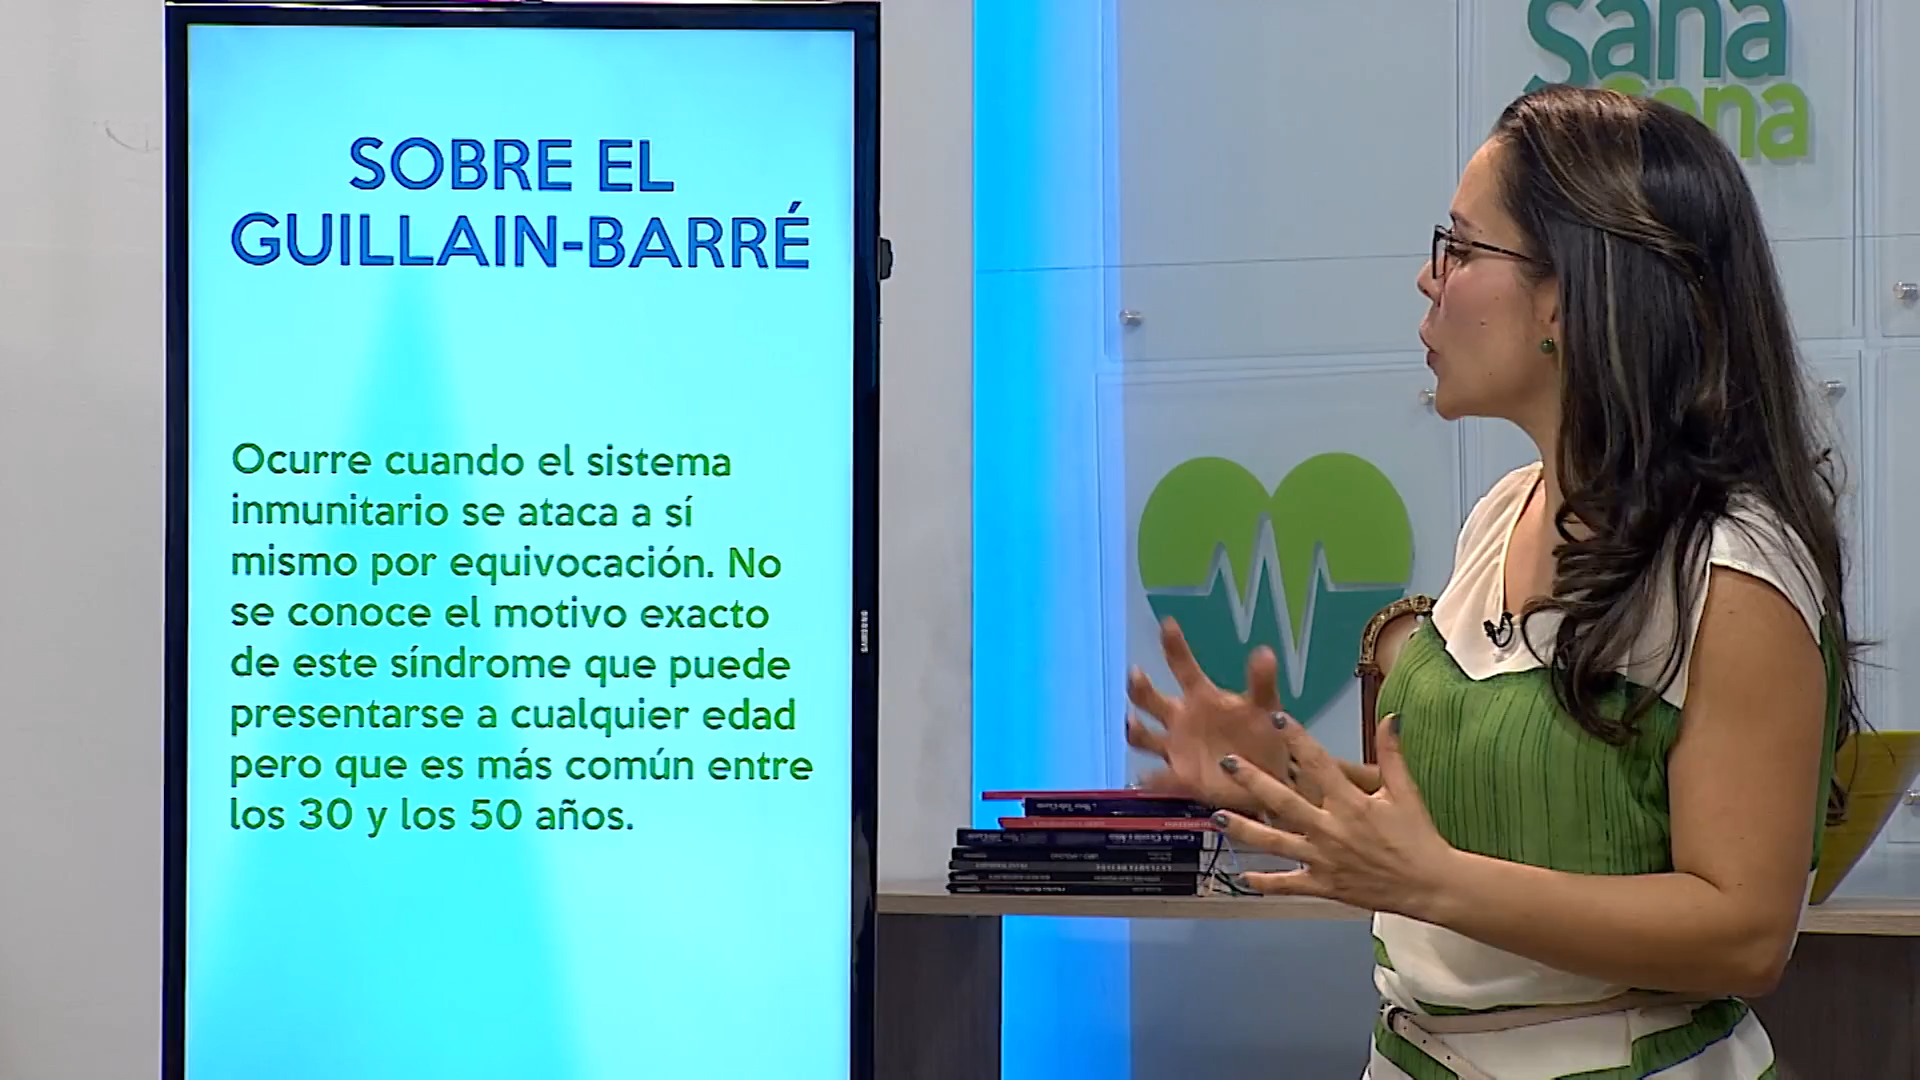 SOBRE EL
GUILLAIN-BARRÉ
Ocurre cuando el sistema
inmunitario se ataca a sí
mismo por equivocación. No
se conoce el motivo exacto
de este síndrome que puede
presentarse a cualquier edad
pero que es más común entre
los 30 y los 50 años.
SAMSUNG
Sana